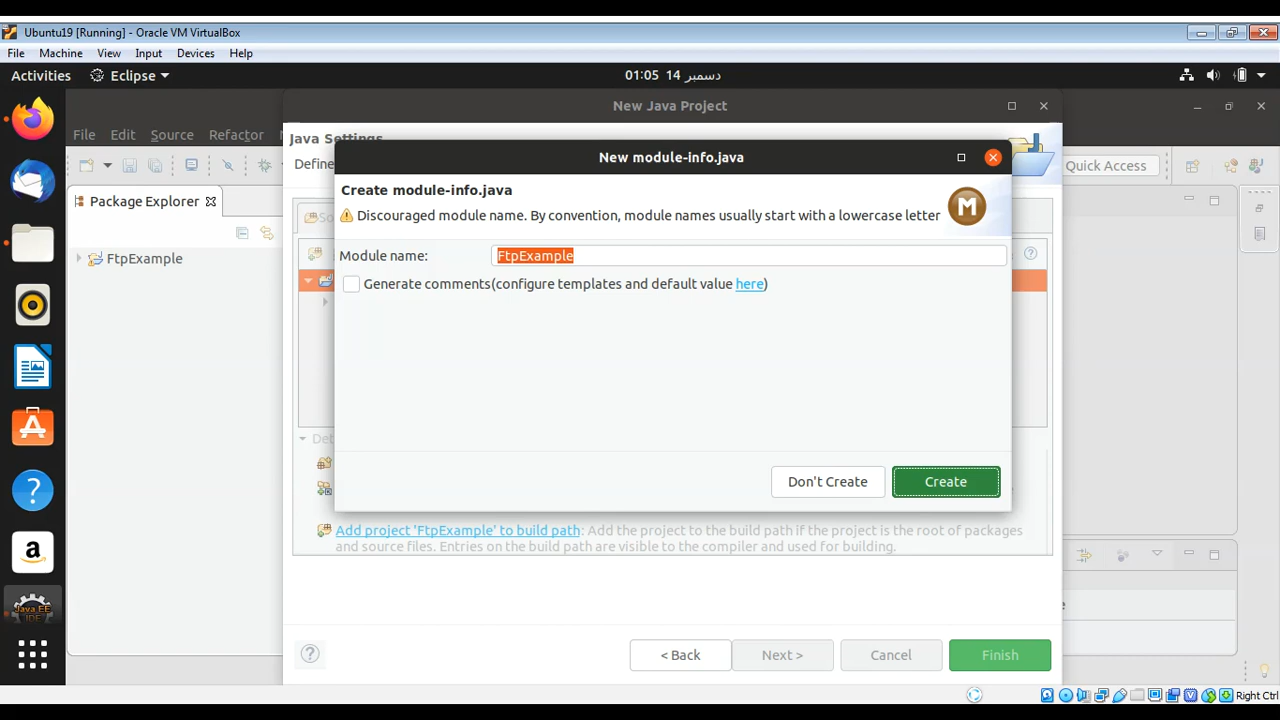 Ubuntu19 [Running] - Oracle VM VirtualBox
File Machine View Input Devices Help
Activities Eclipse 01:05 14 دسمبر
New Java Project
File Edit Source Refactor
Java Settings
Define
New module-info.java
Quick Access
Create module-info.java
Discouraged module name. By convention, module names usually start with a lowercase letter
M
Package Explorer
FtpExample
Module name: FtpExample
Generate comments(configure templates and default value here)
Don't Create Create
Add project 'FtpExample' to build path: Add the project to the build path if the project is the root of packages
and source files. Entries on the build path are visible to the compiler and used for building.
Java EE
IDE
< Back Next > Cancel Finish
Right Ctrl